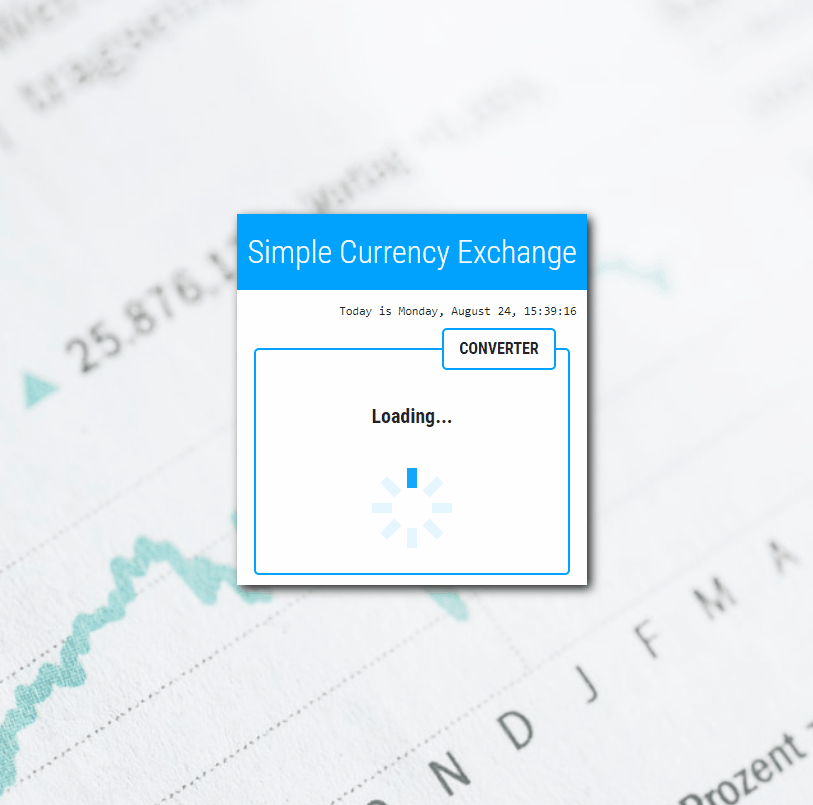 25.876,1
Simple Currency Exchange
Today is Monday, August 24, 15:39:16
CONVERTER
Loading...
N D J F M A
Prozent